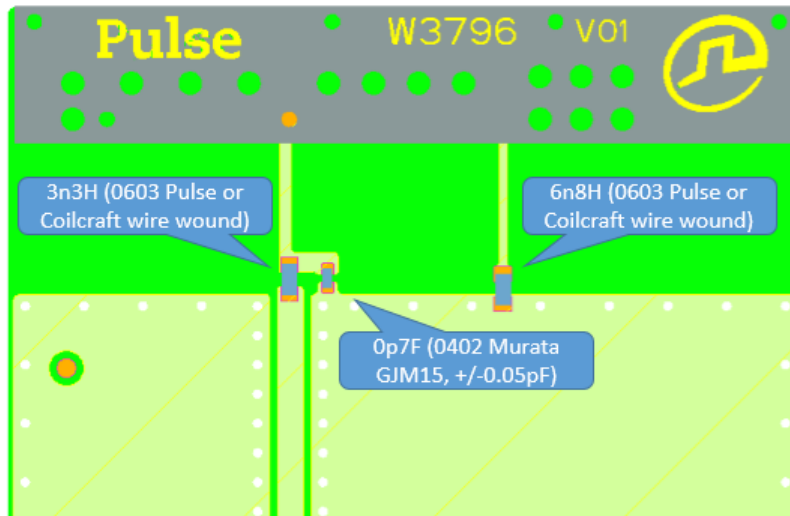 Pulse
W3796
V01
3n3H (0603 Pulse or
Coilcraft wire wound)
6n8H (0603 Pulse or
Coilcraft wire wound)
0p7F (0402 Murata
GJM15, +/-0.05pF)